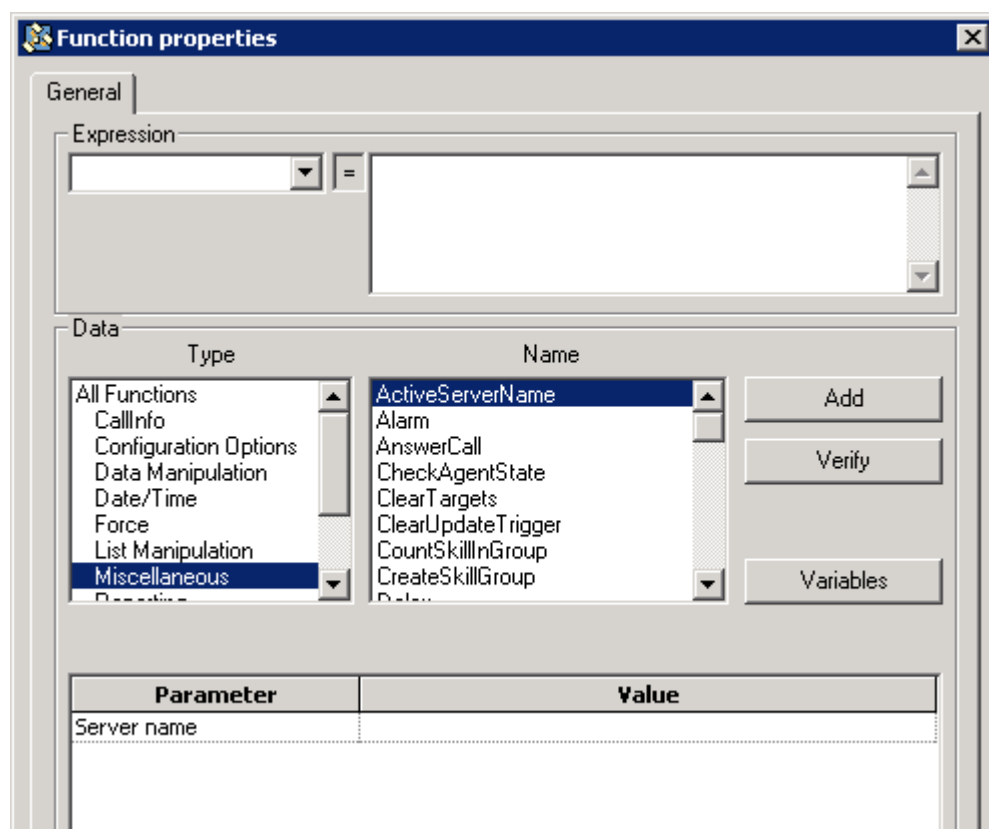 Function properties
General
Expression
=
Data
Type
Name
All Functions
CallInfo
Configuration Options
Data Manipulation
Date/Time
Force
List Manipulation
Miscellaneous
ActiveServerName
Alarm
AnswerCall
CheckAgentState
ClearTargets
ClearUpdateTrigger
CountSkillInGroup
CreateSkillGroup
Add
Verify
Variables
Parameter Value
Server name